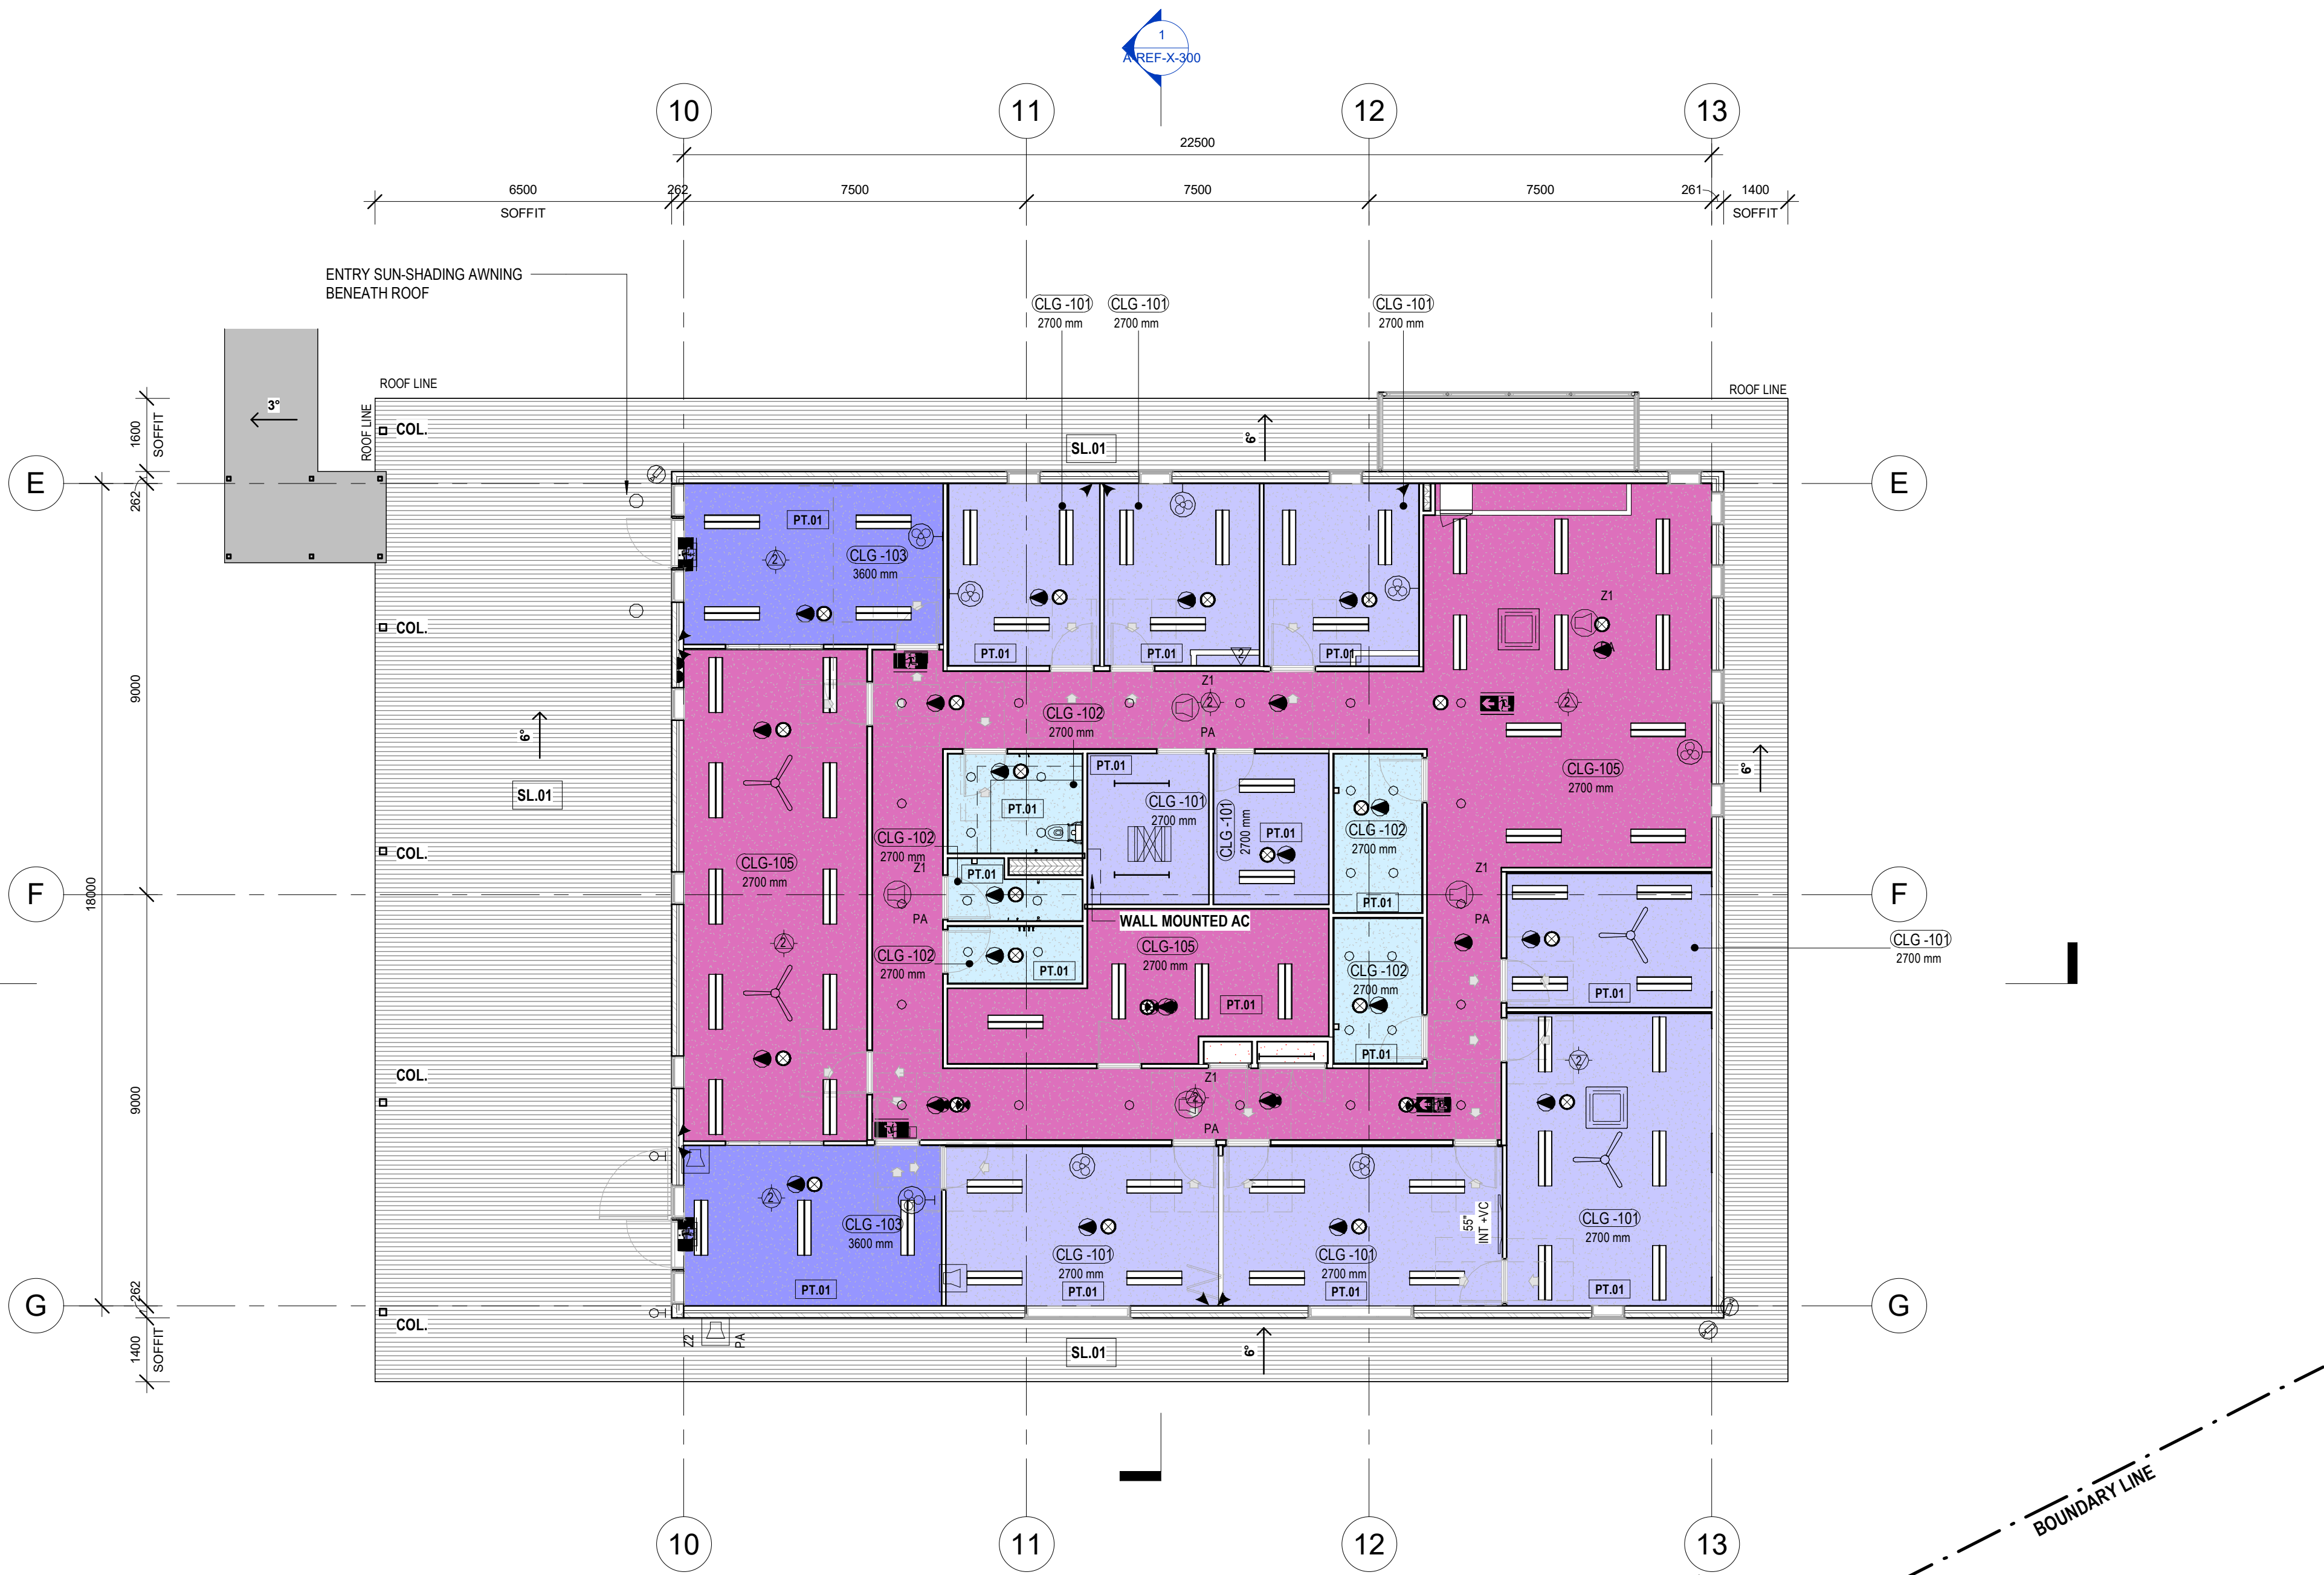 1
A-REF-X-300
10
11
12
13
22500
6500
262
7500
7500
7500
261
1400
SOFFIT
SOFFIT
ENTRY SUN-SHADING AWNING
BENEATH ROOF
CLG -101
2700 mm
CLG -101
2700 mm
CLG -101
2700 mm
ROOF LINE
ROOF LINE
ROOF LINE
3°
COL.
1600
SOFFIT
SL.01
6°
E
E
262
PT.01
2
CLG -103
3600 mm
Z1
COL.
PT.01
PT.01
2
PT.01
9000
Z1
2
PA
2
CLG -102
2700 mm
6°
6°
SL.01
PT.01
CLG-105
2700 mm
PT.01
CLG -101
2700 mm
CLG -101
2700 mm
PT.01
CLG -102
2700 mm
CLG -102
2700 mm
COL.
CLG-105
2700 mm
Z1
PT.01
Z1
F
18000
F
PT.01
PA
WALL MOUNTED AC
PA
2
CLG-105
2700 mm
CLG -102
2700 mm
PT.01
CLG -102
2700 mm
CLG -101
2700 mm
PT.01
PT.01
PT.01
COL.
9000
Z1
2
PA
2
2
CLG -103
3600 mm
PT.01
CLG -101
2700 mm
PT.01
CLG -101
2700 mm
PT.01
55"
INT +VC
CLG -101
2700 mm
PT.01
G
G
262
COL.
Z2
PA
1400
SOFFIT
SL.01
6°
BOUNDARY LINE
10
11
12
13